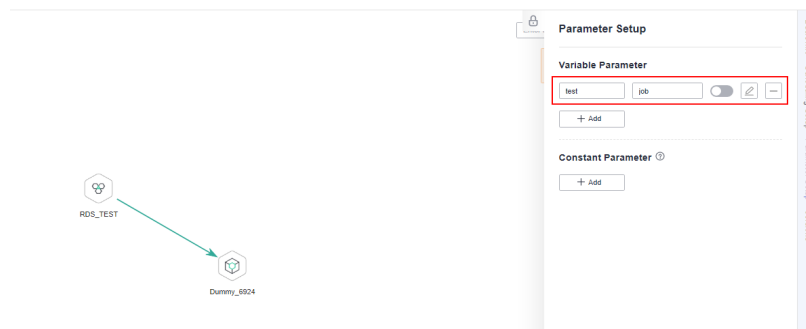 Parameter Setup
Variable Parameter
test job
+ Add
Constant Parameter ?
+ Add
RDS_TEST
Dummy_6924